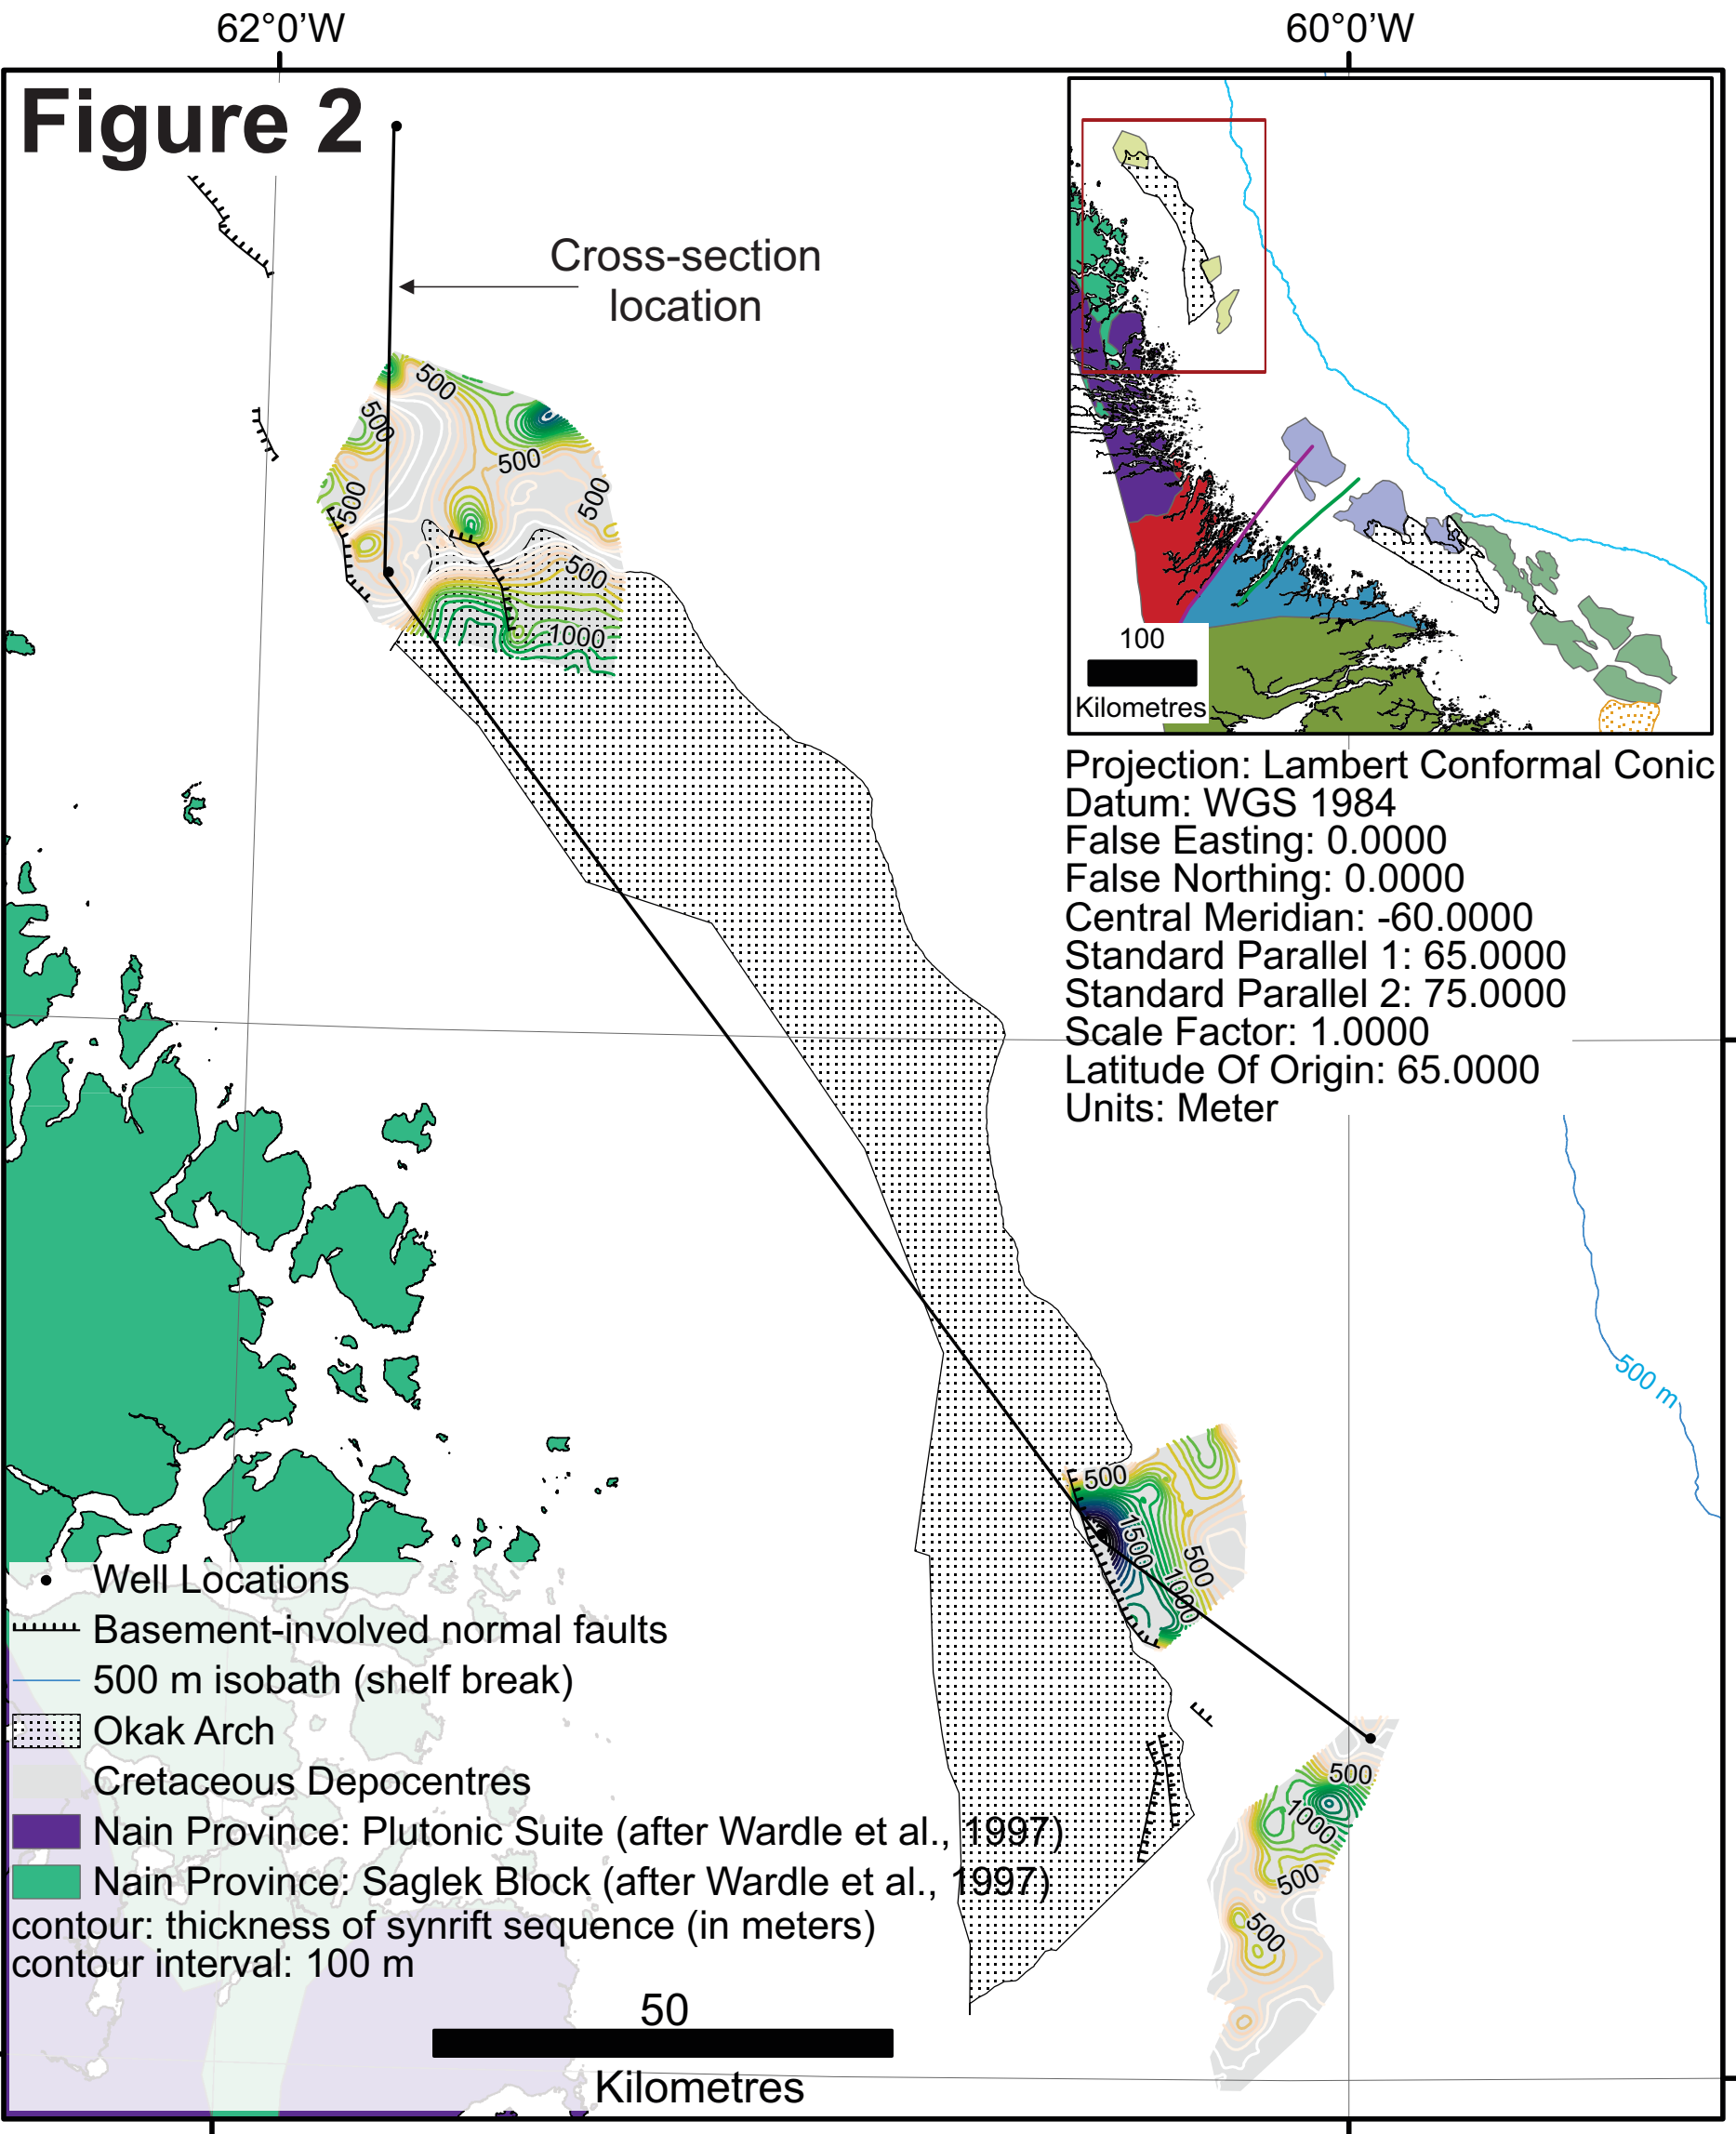 62°0’W
60°0’W
Figure 2
Cross-section
location
500
500
500
500
500
500
1000
100
Kilometres
Projection: Lambert Conformal Conic
Datum: WGS 1984
False Easting: 0.0000
False Northing: 0.0000
Central Meridian: -60.0000
Standard Parallel 1: 65.0000
Standard Parallel 2: 75.0000
Scale Factor: 1.0000
Latitude Of Origin: 65.0000
Units: Meter
500 m
500
1500
500
1000
500
1000
500
500
Well Locations
Basement-involved normal faults
500 m isobath (shelf break)
Okak Arch
Cretaceous Depocentres
Nain Province: Plutonic Suite (after Wardle et al., 1997)
Nain Province: Saglek Block (after Wardle et al., 1997)
contour: thickness of synrift sequence (in meters)
contour interval: 100 m
50
Kilometres